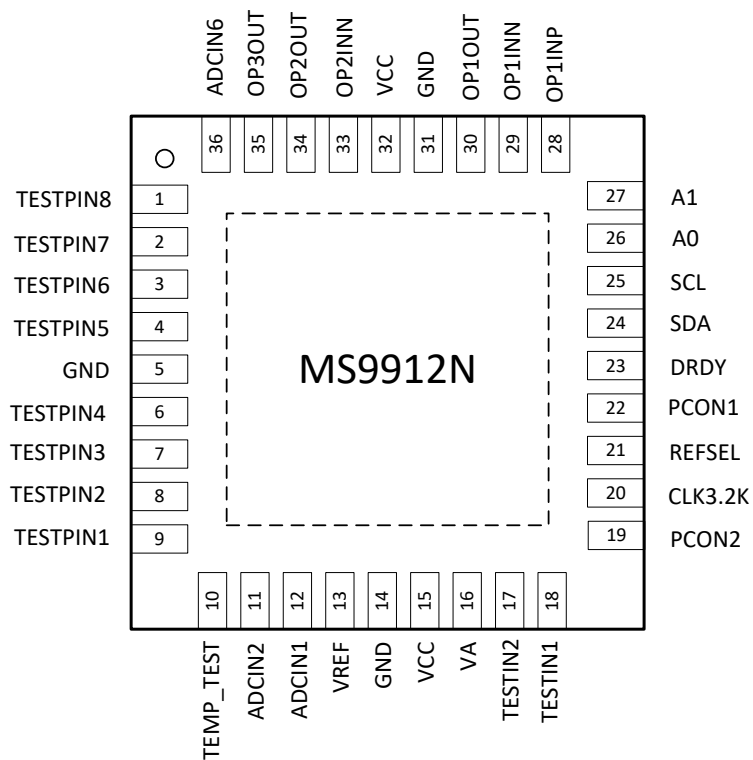 ADCIN6
OP3OUT
OP2OUT
OP2INN
VCC
GND
OP1OUT
OP1INN
OP1INP
36
35
34
33
32
31
30
29
28
TESTPIN8 1
TESTPIN7 2
TESTPIN6 3
TESTPIN5 4
GND 5
TESTPIN4 6
TESTPIN3 7
TESTPIN2 8
TESTPIN1 9
MS9912N
27 A1
26 A0
25 SCL
24 SDA
23 DRDY
22 PCON1
21 REFSEL
20 CLK3.2K
19 PCON2
10
11
12
13
14
15
16
17
18
TEMP_TEST
ADCIN2
ADCIN1
VREF
GND
VCC
VA
TESTIN2
TESTIN1